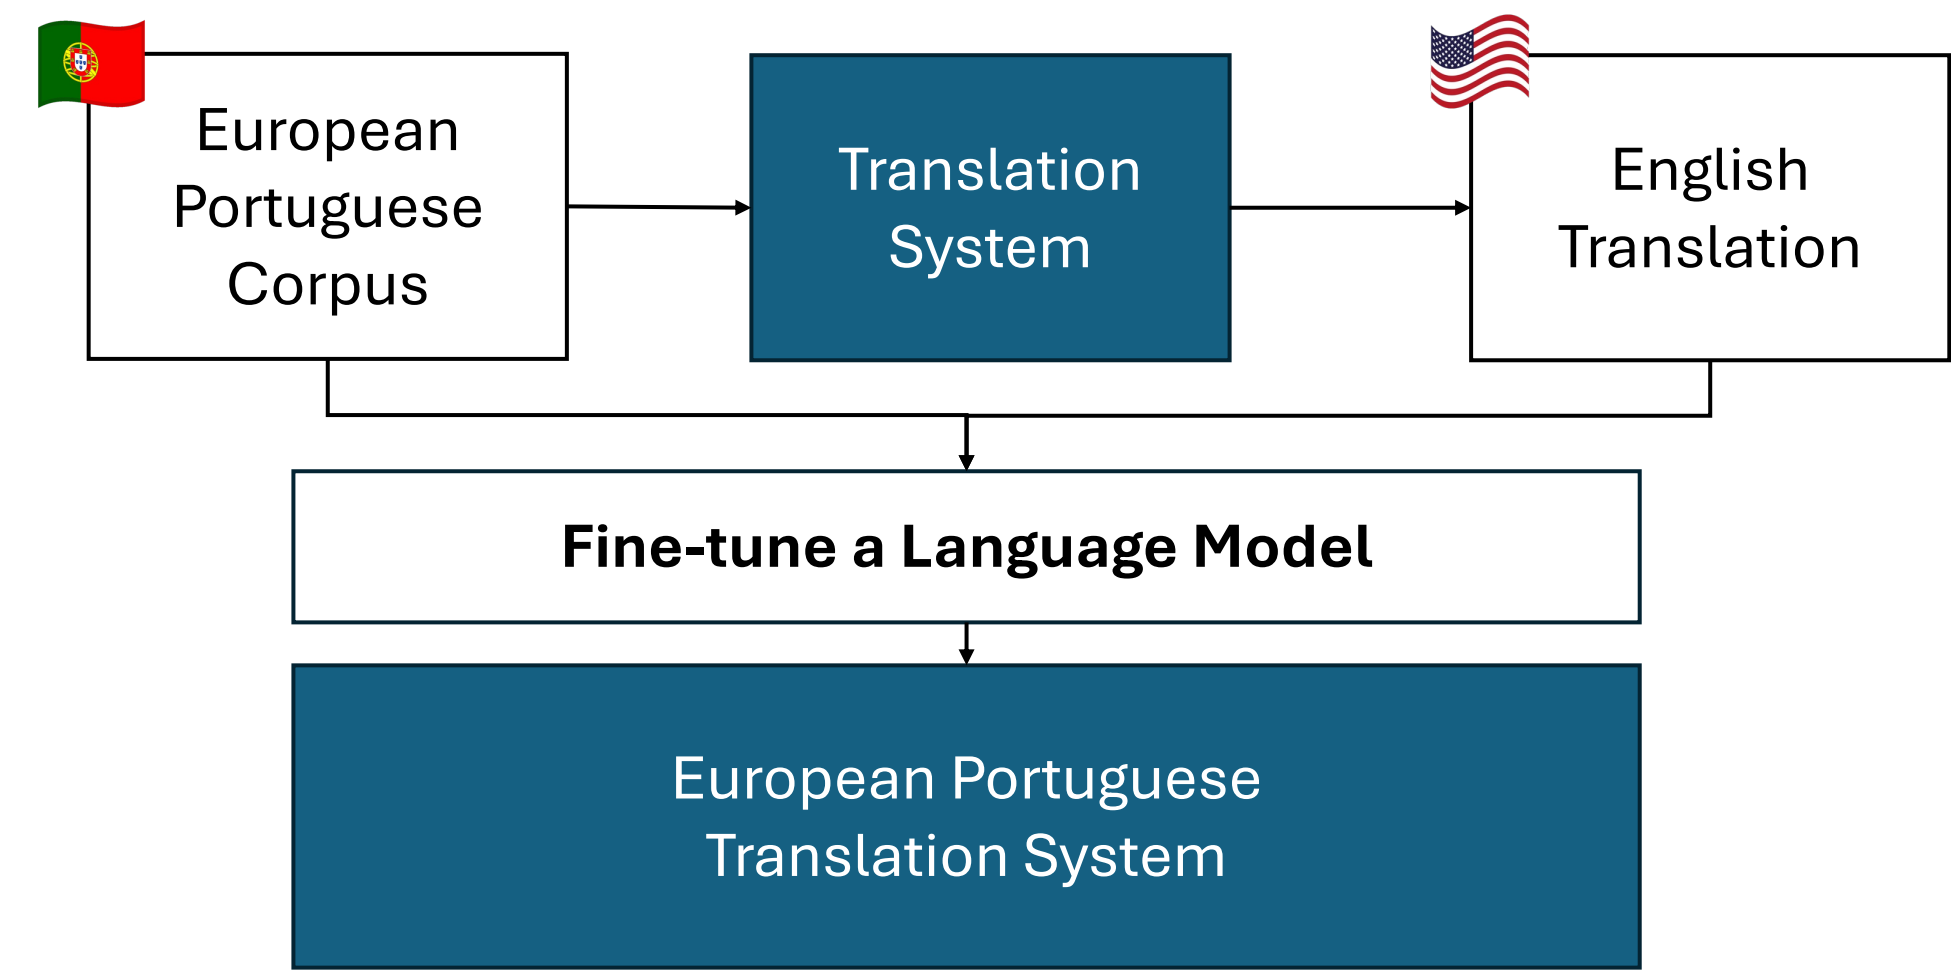 European
Portuguese
Corpus
Translation
System
English
Translation
Fine-tune a Language Model
European Portuguese
Translation System